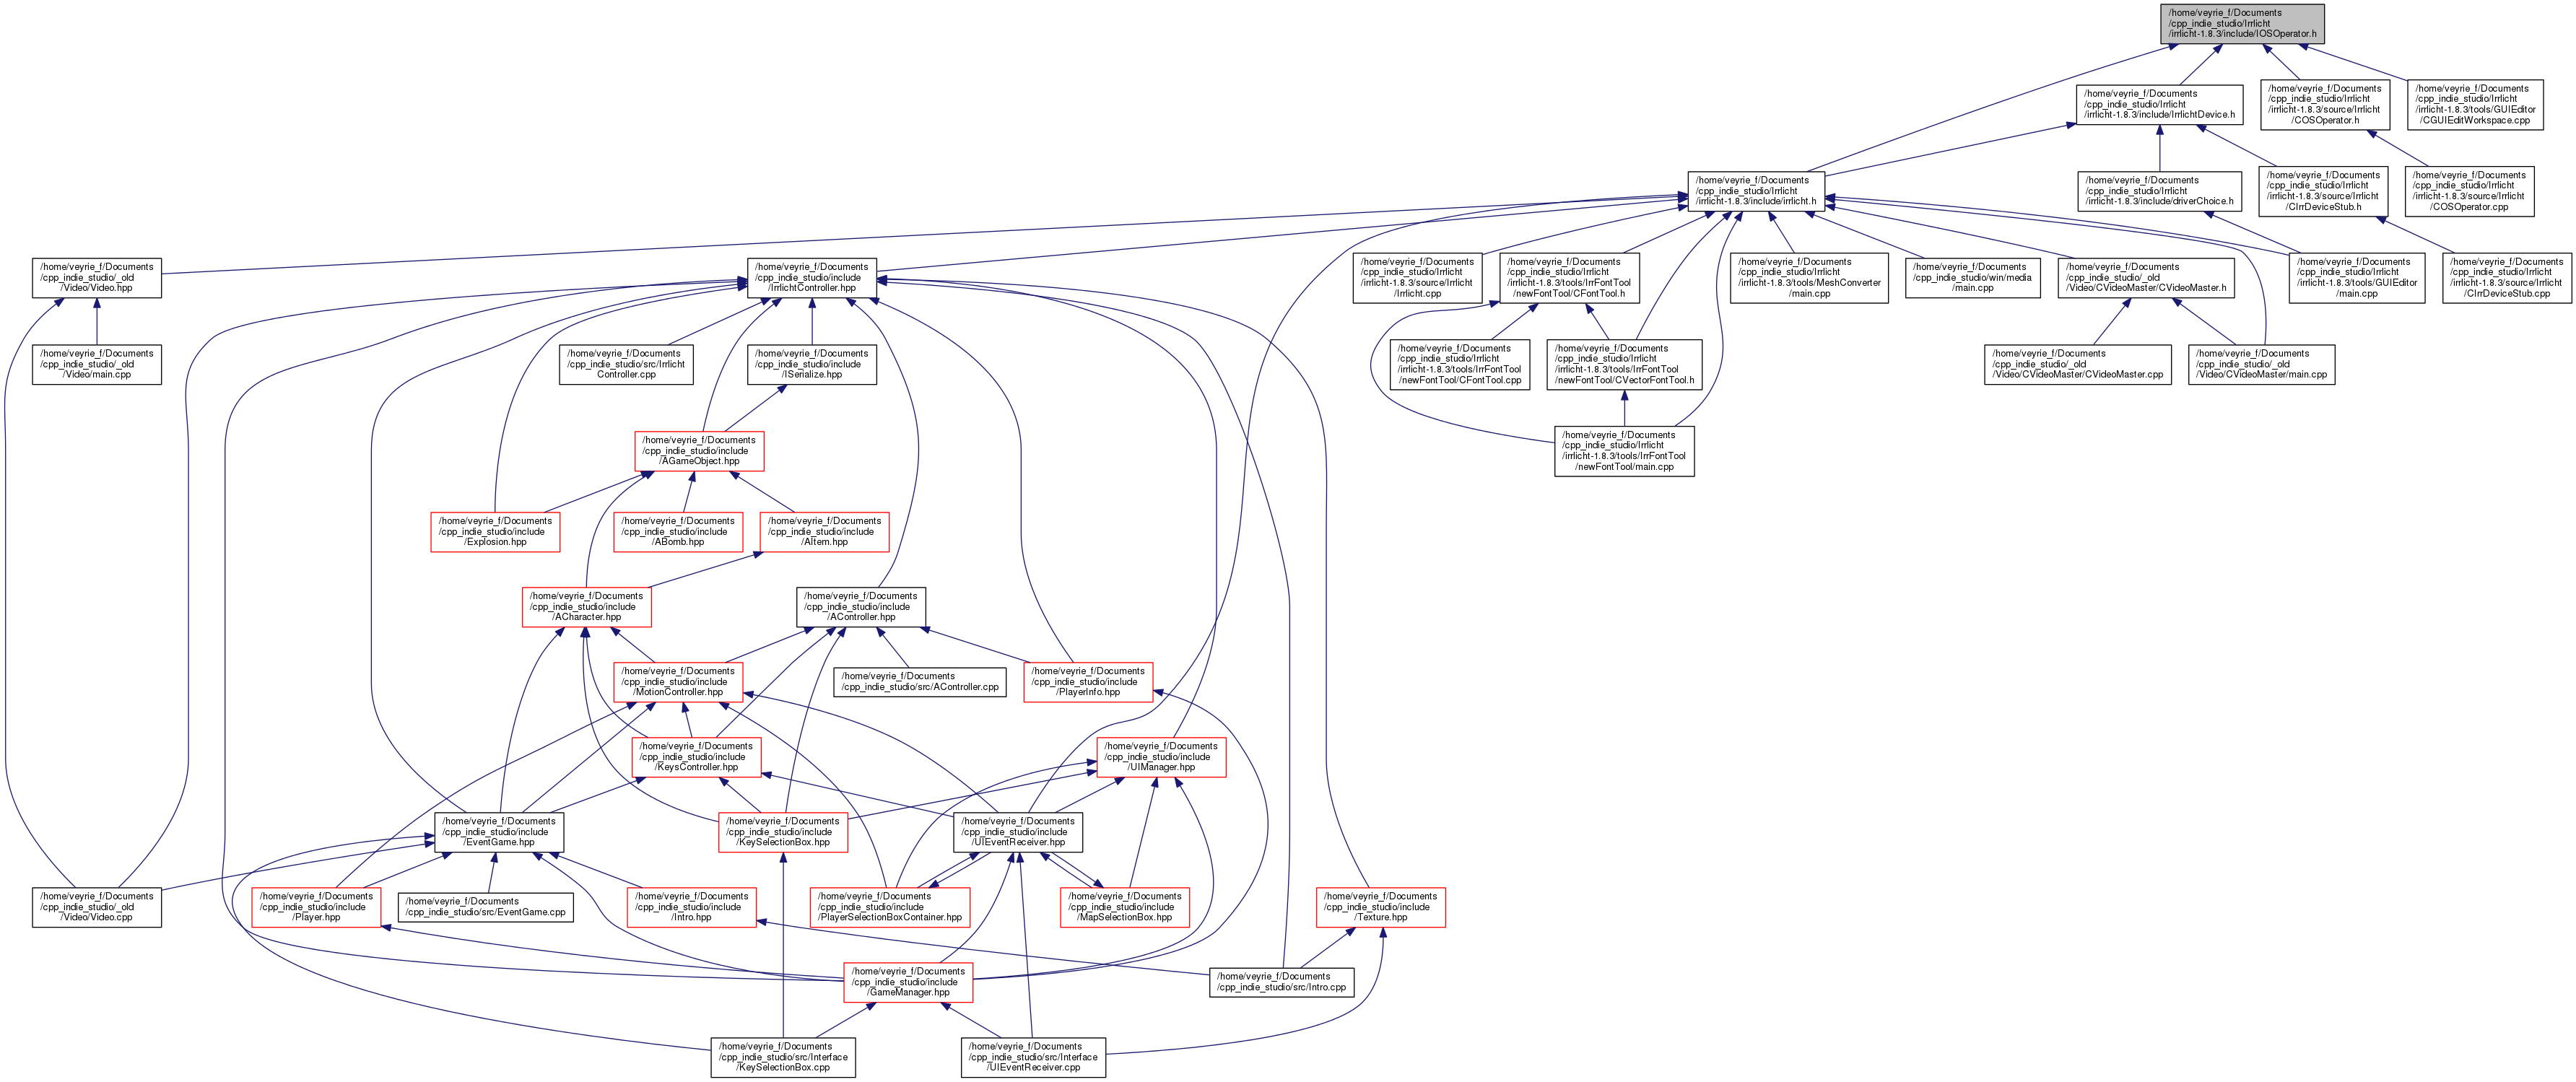 /home/veyrie_f/Documents
/cpp_indie_studio/Irrlicht
/irrlicht-1.8.3/include/IOSOperator.h
/home/veyrie_f/Documents
/cpp_indie_studio/Irrlicht
/irrlicht-1.8.3/include/IrrlichtDevice.h
/home/veyrie_f/Documents
/cpp_indie_studio/Irrlicht
/irrlicht-1.8.3/source/Irrlicht
/COSOperator.h
/home/veyrie_f/Documents
/cpp_indie_studio/Irrlicht
/irrlicht-1.8.3/tools/GUIEditor
/CGUIEditWorkspace.cpp
/home/veyrie_f/Documents
/cpp_indie_studio/Irrlicht
/irrlicht-1.8.3/include/irrlicht.h
/home/veyrie_f/Documents
/cpp_indie_studio/Irrlicht
/irrlicht-1.8.3/include/driverChoice.h
/home/veyrie_f/Documents
/cpp_indie_studio/Irrlicht
/irrlicht-1.8.3/source/Irrlicht
/CIrrDeviceStub.h
/home/veyrie_f/Documents
/cpp_indie_studio/Irrlicht
/irrlicht-1.8.3/source/Irrlicht
/COSOperator.cpp
/home/veyrie_f/Documents
/cpp_indie_studio/_old
/Video/Video.hpp
/home/veyrie_f/Documents
/cpp_indie_studio/include
/IrrlichtController.hpp
/home/veyrie_f/Documents
/cpp_indie_studio/Irrlicht
/irrlicht-1.8.3/source/Irrlicht
/Irrlicht.cpp
/home/veyrie_f/Documents
/cpp_indie_studio/Irrlicht
/irrlicht-1.8.3/tools/IrrFontTool
/newFontTool/CFontTool.h
/home/veyrie_f/Documents
/cpp_indie_studio/Irrlicht
/irrlicht-1.8.3/tools/MeshConverter
/main.cpp
/home/veyrie_f/Documents
/cpp_indie_studio/win/media
/main.cpp
/home/veyrie_f/Documents
/cpp_indie_studio/_old
/Video/CVideoMaster/CVideoMaster.h
/home/veyrie_f/Documents
/cpp_indie_studio/Irrlicht
/irrlicht-1.8.3/tools/GUIEditor
/main.cpp
/home/veyrie_f/Documents
/cpp_indie_studio/Irrlicht
/irrlicht-1.8.3/source/Irrlicht
/CIrrDeviceStub.cpp
/home/veyrie_f/Documents
/cpp_indie_studio/_old
/Video/main.cpp
/home/veyrie_f/Documents
/cpp_indie_studio/src/Irrlicht
Controller.cpp
/home/veyrie_f/Documents
/cpp_indie_studio/include
/ISerialize.hpp
/home/veyrie_f/Documents
/cpp_indie_studio/Irrlicht
/irrlicht-1.8.3/tools/IrrFontTool
/newFontTool/CFontTool.cpp
/home/veyrie_f/Documents
/cpp_indie_studio/Irrlicht
/irrlicht-1.8.3/tools/IrrFontTool
/newFontTool/CVectorFontTool.h
/home/veyrie_f/Documents
/cpp_indie_studio/_old
/Video/CVideoMaster/CVideoMaster.cpp
/home/veyrie_f/Documents
/cpp_indie_studio/_old
/Video/CVideoMaster/main.cpp
/home/veyrie_f/Documents
/cpp_indie_studio/include
/AGameObject.hpp
/home/veyrie_f/Documents
/cpp_indie_studio/Irrlicht
/irrlicht-1.8.3/tools/IrrFontTool
/newFontTool/main.cpp
/home/veyrie_f/Documents
/cpp_indie_studio/include
/Explosion.hpp
/home/veyrie_f/Documents
/cpp_indie_studio/include
/ABomb.hpp
/home/veyrie_f/Documents
/cpp_indie_studio/include
/AItem.hpp
/home/veyrie_f/Documents
/cpp_indie_studio/include
/ACharacter.hpp
/home/veyrie_f/Documents
/cpp_indie_studio/include
/AController.hpp
/home/veyrie_f/Documents
/cpp_indie_studio/include
/MotionController.hpp
/home/veyrie_f/Documents
/cpp_indie_studio/src/AController.cpp
/home/veyrie_f/Documents
/cpp_indie_studio/include
/PlayerInfo.hpp
/home/veyrie_f/Documents
/cpp_indie_studio/include
/KeysController.hpp
/home/veyrie_f/Documents
/cpp_indie_studio/include
/UIManager.hpp
/home/veyrie_f/Documents
/cpp_indie_studio/include
/EventGame.hpp
/home/veyrie_f/Documents
/cpp_indie_studio/include
/KeySelectionBox.hpp
/home/veyrie_f/Documents
/cpp_indie_studio/include
/UIEventReceiver.hpp
/home/veyrie_f/Documents
/cpp_indie_studio/_old
/Video/Video.cpp
/home/veyrie_f/Documents
/cpp_indie_studio/include
/Player.hpp
/home/veyrie_f/Documents
/cpp_indie_studio/src/EventGame.cpp
/home/veyrie_f/Documents
/cpp_indie_studio/include
/Intro.hpp
/home/veyrie_f/Documents
/cpp_indie_studio/include
/PlayerSelectionBoxContainer.hpp
/home/veyrie_f/Documents
/cpp_indie_studio/include
/MapSelectionBox.hpp
/home/veyrie_f/Documents
/cpp_indie_studio/include
/Texture.hpp
/home/veyrie_f/Documents
/cpp_indie_studio/include
/GameManager.hpp
/home/veyrie_f/Documents
/cpp_indie_studio/src/Intro.cpp
/home/veyrie_f/Documents
/cpp_indie_studio/src/Interface
/KeySelectionBox.cpp
/home/veyrie_f/Documents
/cpp_indie_studio/src/Interface
/UIEventReceiver.cpp